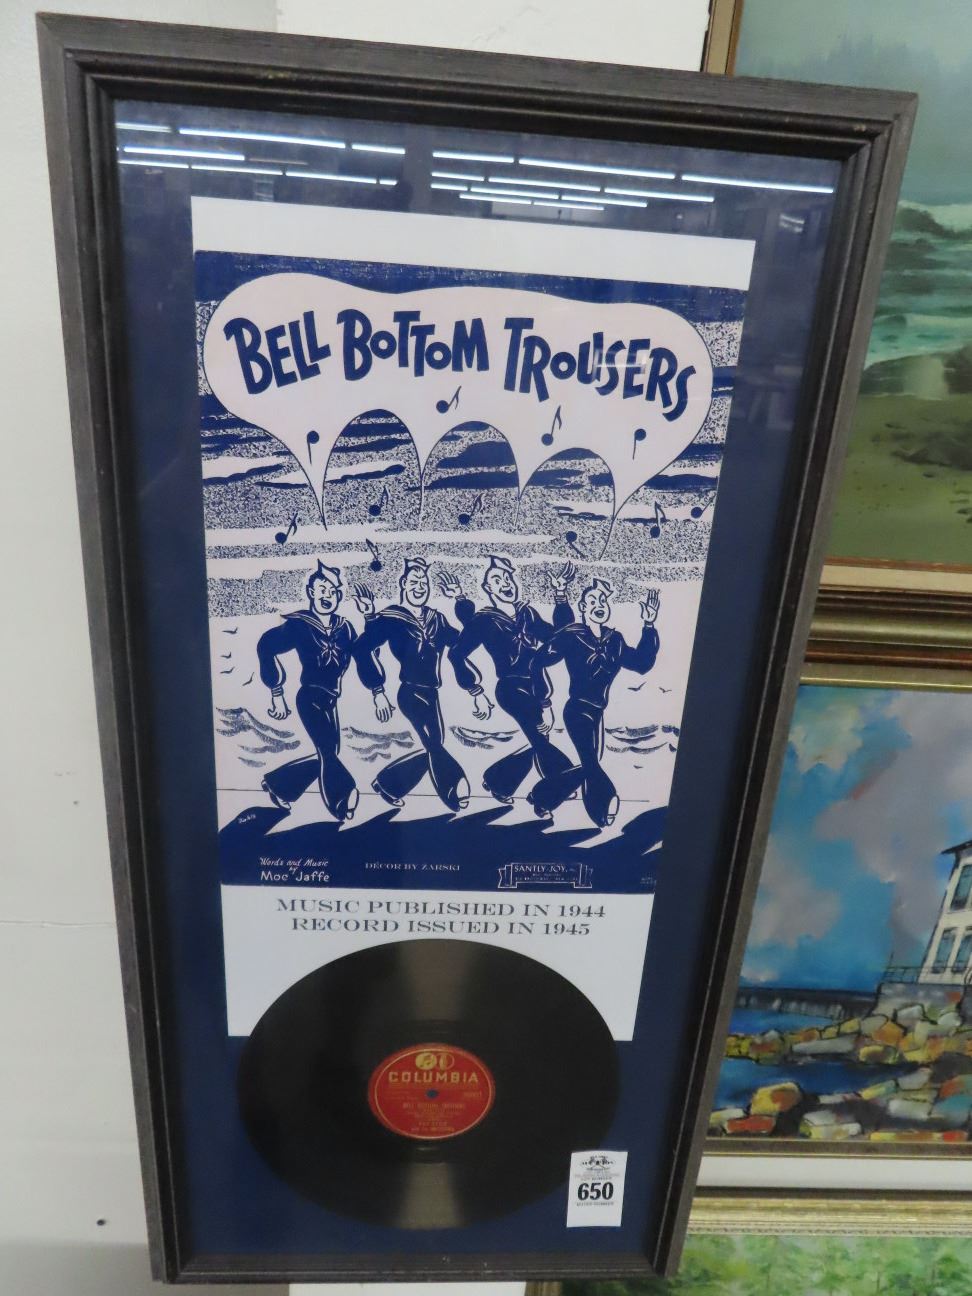 BELL BOTTOM TROUSERS
Words and Music
by
Moe Jaffe
DÉCOR BY ZARSKI
SANTLY-JOY, INC.
MUSIC PUBLISHED IN 1944
RECORD ISSUED IN 1945
COLUMBIA
BELL BOTTOM TROUSERS
650